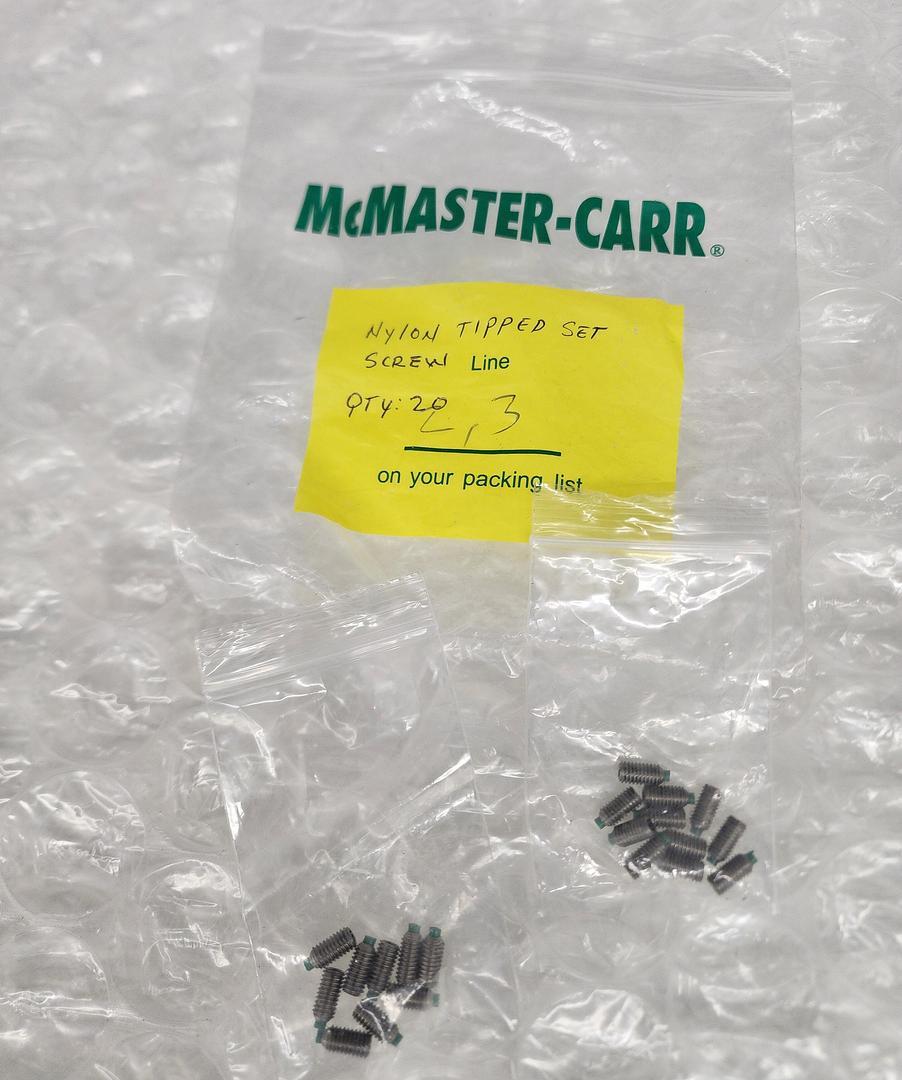 McMASTER-CARR®
NYLON TIPPED SET
SCREW Line
QTY: 20 2, 3
on your packing list